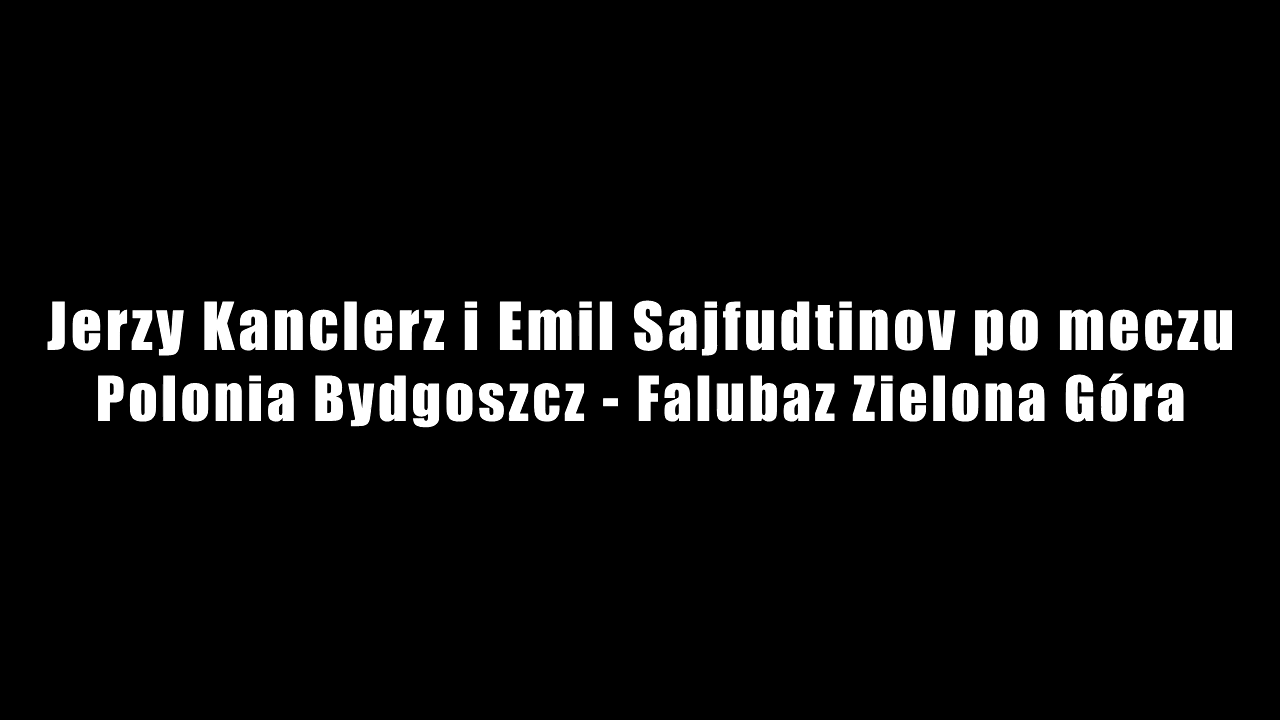 Jerzy Kanclerz i Emil Sajfudtinov po meczu
Polonia Bydgoszcz - Falubaz Zielona Góra